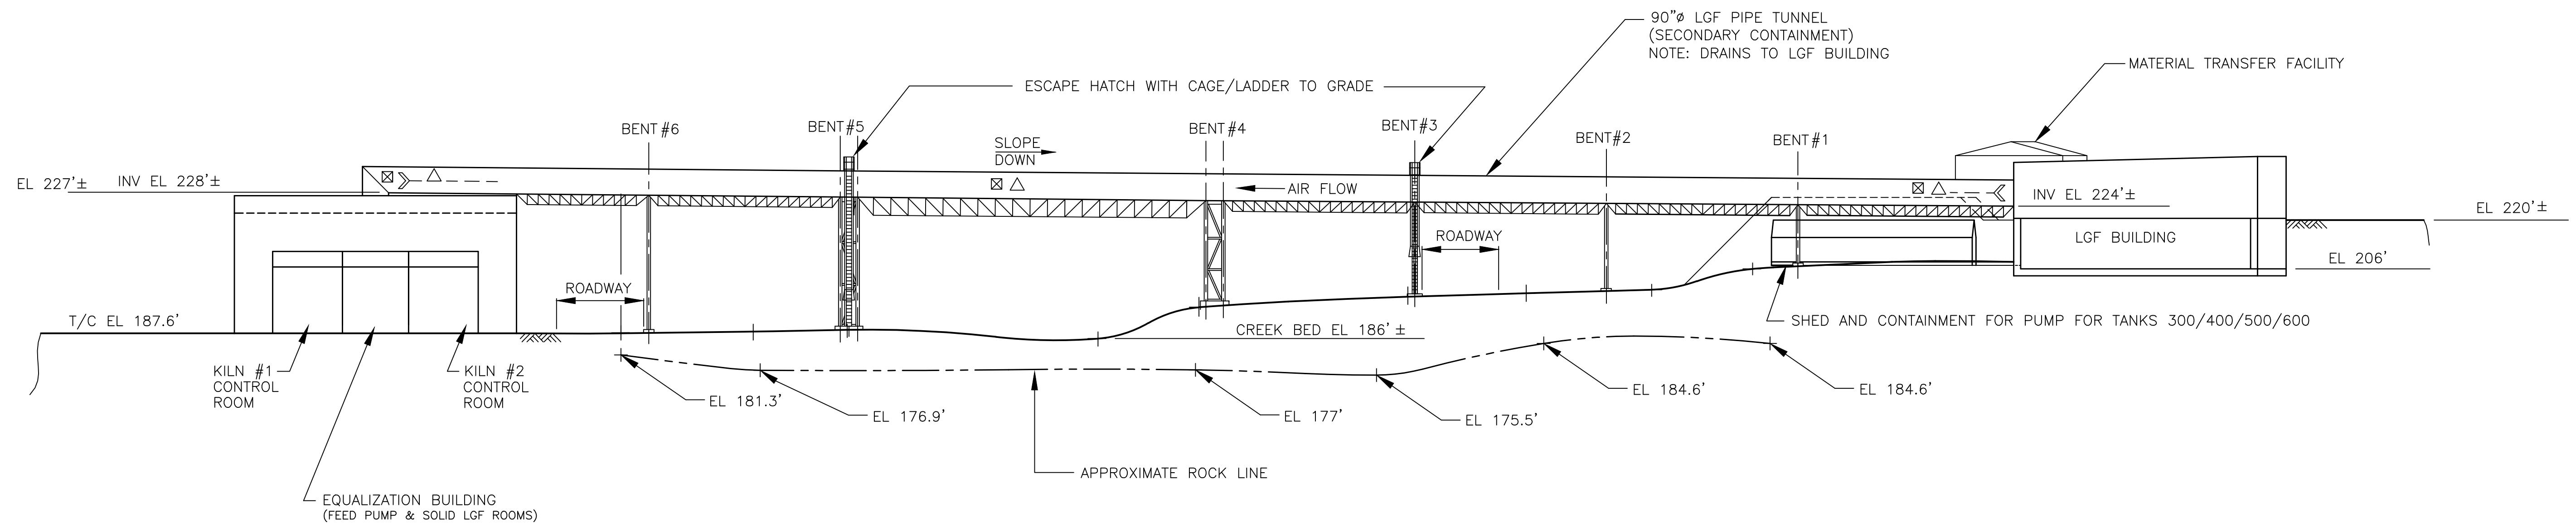 90"ø LGF PIPE TUNNEL
(SECONDARY CONTAINMENT)
NOTE: DRAINS TO LGF BUILDING
MATERIAL TRANSFER FACILITY
ESCAPE HATCH WITH CAGE/LADDER TO GRADE
BENT#6
BENT#5
BENT#4
BENT#3
BENT#2
BENT#1
SLOPE
DOWN
EL 227'±
INV EL 228'±
AIR FLOW
INV EL 224'±
EL 220'±
ROADWAY
LGF BUILDING
EL 206'
ROADWAY
T/C EL 187.6'
CREEK BED EL 186'±
SHED AND CONTAINMENT FOR PUMP FOR TANKS 300/400/500/600
KILN #1
CONTROL
ROOM
KILN #2
CONTROL
ROOM
EL 181.3'
EL 176.9'
EL 177'
EL 175.5'
EL 184.6'
EL 184.6'
APPROXIMATE ROCK LINE
EQUALIZATION BUILDING
(FEED PUMP & SOLID LGF ROOMS)